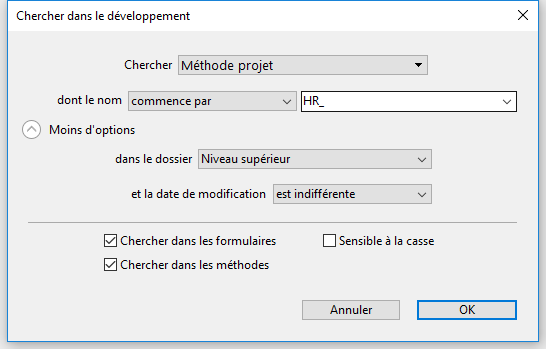 Chercher dans le développement
Chercher Méthode projet
dont le nom commence par HR_
Moins d'options
dans le dossier Niveau supérieur
et la date de modification est indifférente
Chercher dans les formulaires Sensible à la casse
Chercher dans les méthodes
Annuler OK